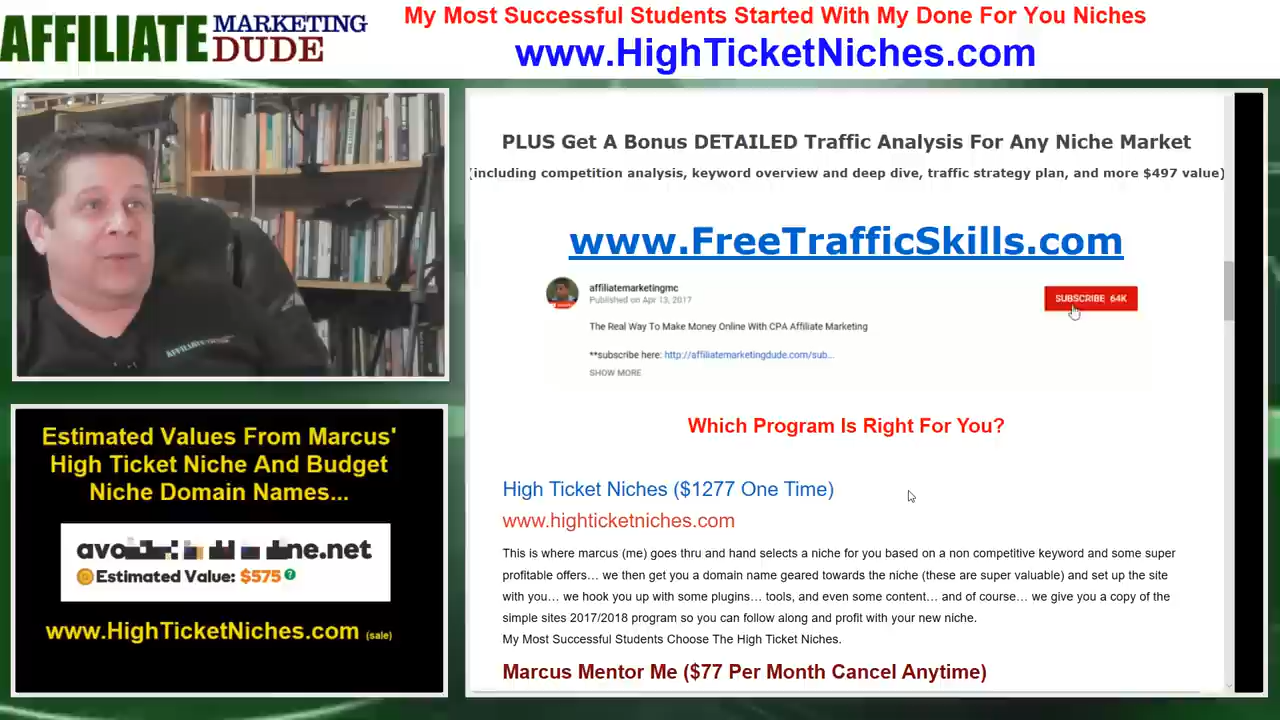 AFFILIATE MARKETING DUDE
My Most Successful Students Started With My Done For You Niches
www.HighTicketNiches.com
AFFILIATE
Estimated Values From Marcus'
High Ticket Niche And Budget
Niche Domain Names...
Estimated Value: $575
www.HighTicketNiches.com (sale)
PLUS Get A Bonus DETAILED Traffic Analysis For Any Niche Market
(including competition analysis, keyword overview and deep dive, traffic strategy plan, and more $497 value)
www.FreeTrafficSkills.com
affiliatemarketingmc
Published on Apr 13, 2017
SUBSCRIBE 64K
The Real Way To Make Money Online With CPA Affiliate Marketing
**subscribe here: http://affiliatemarketingdude.com/sub...
SHOW MORE
Which Program Is Right For You?
High Ticket Niches ($1277 One Time)
www.highticketniches.com
This is where marcus (me) goes thru and hand selects a niche for you based on a non competitive keyword and some super
profitable offers... we then get you a domain name geared towards the niche (these are super valuable) and set up the site
with you... we hook you up with some plugins... tools, and even some content... and of course... we give you a copy of the
simple sites 2017/2018 program so you can follow along and profit with your new niche.
My Most Successful Students Choose The High Ticket Niches.
Marcus Mentor Me ($77 Per Month Cancel Anytime)